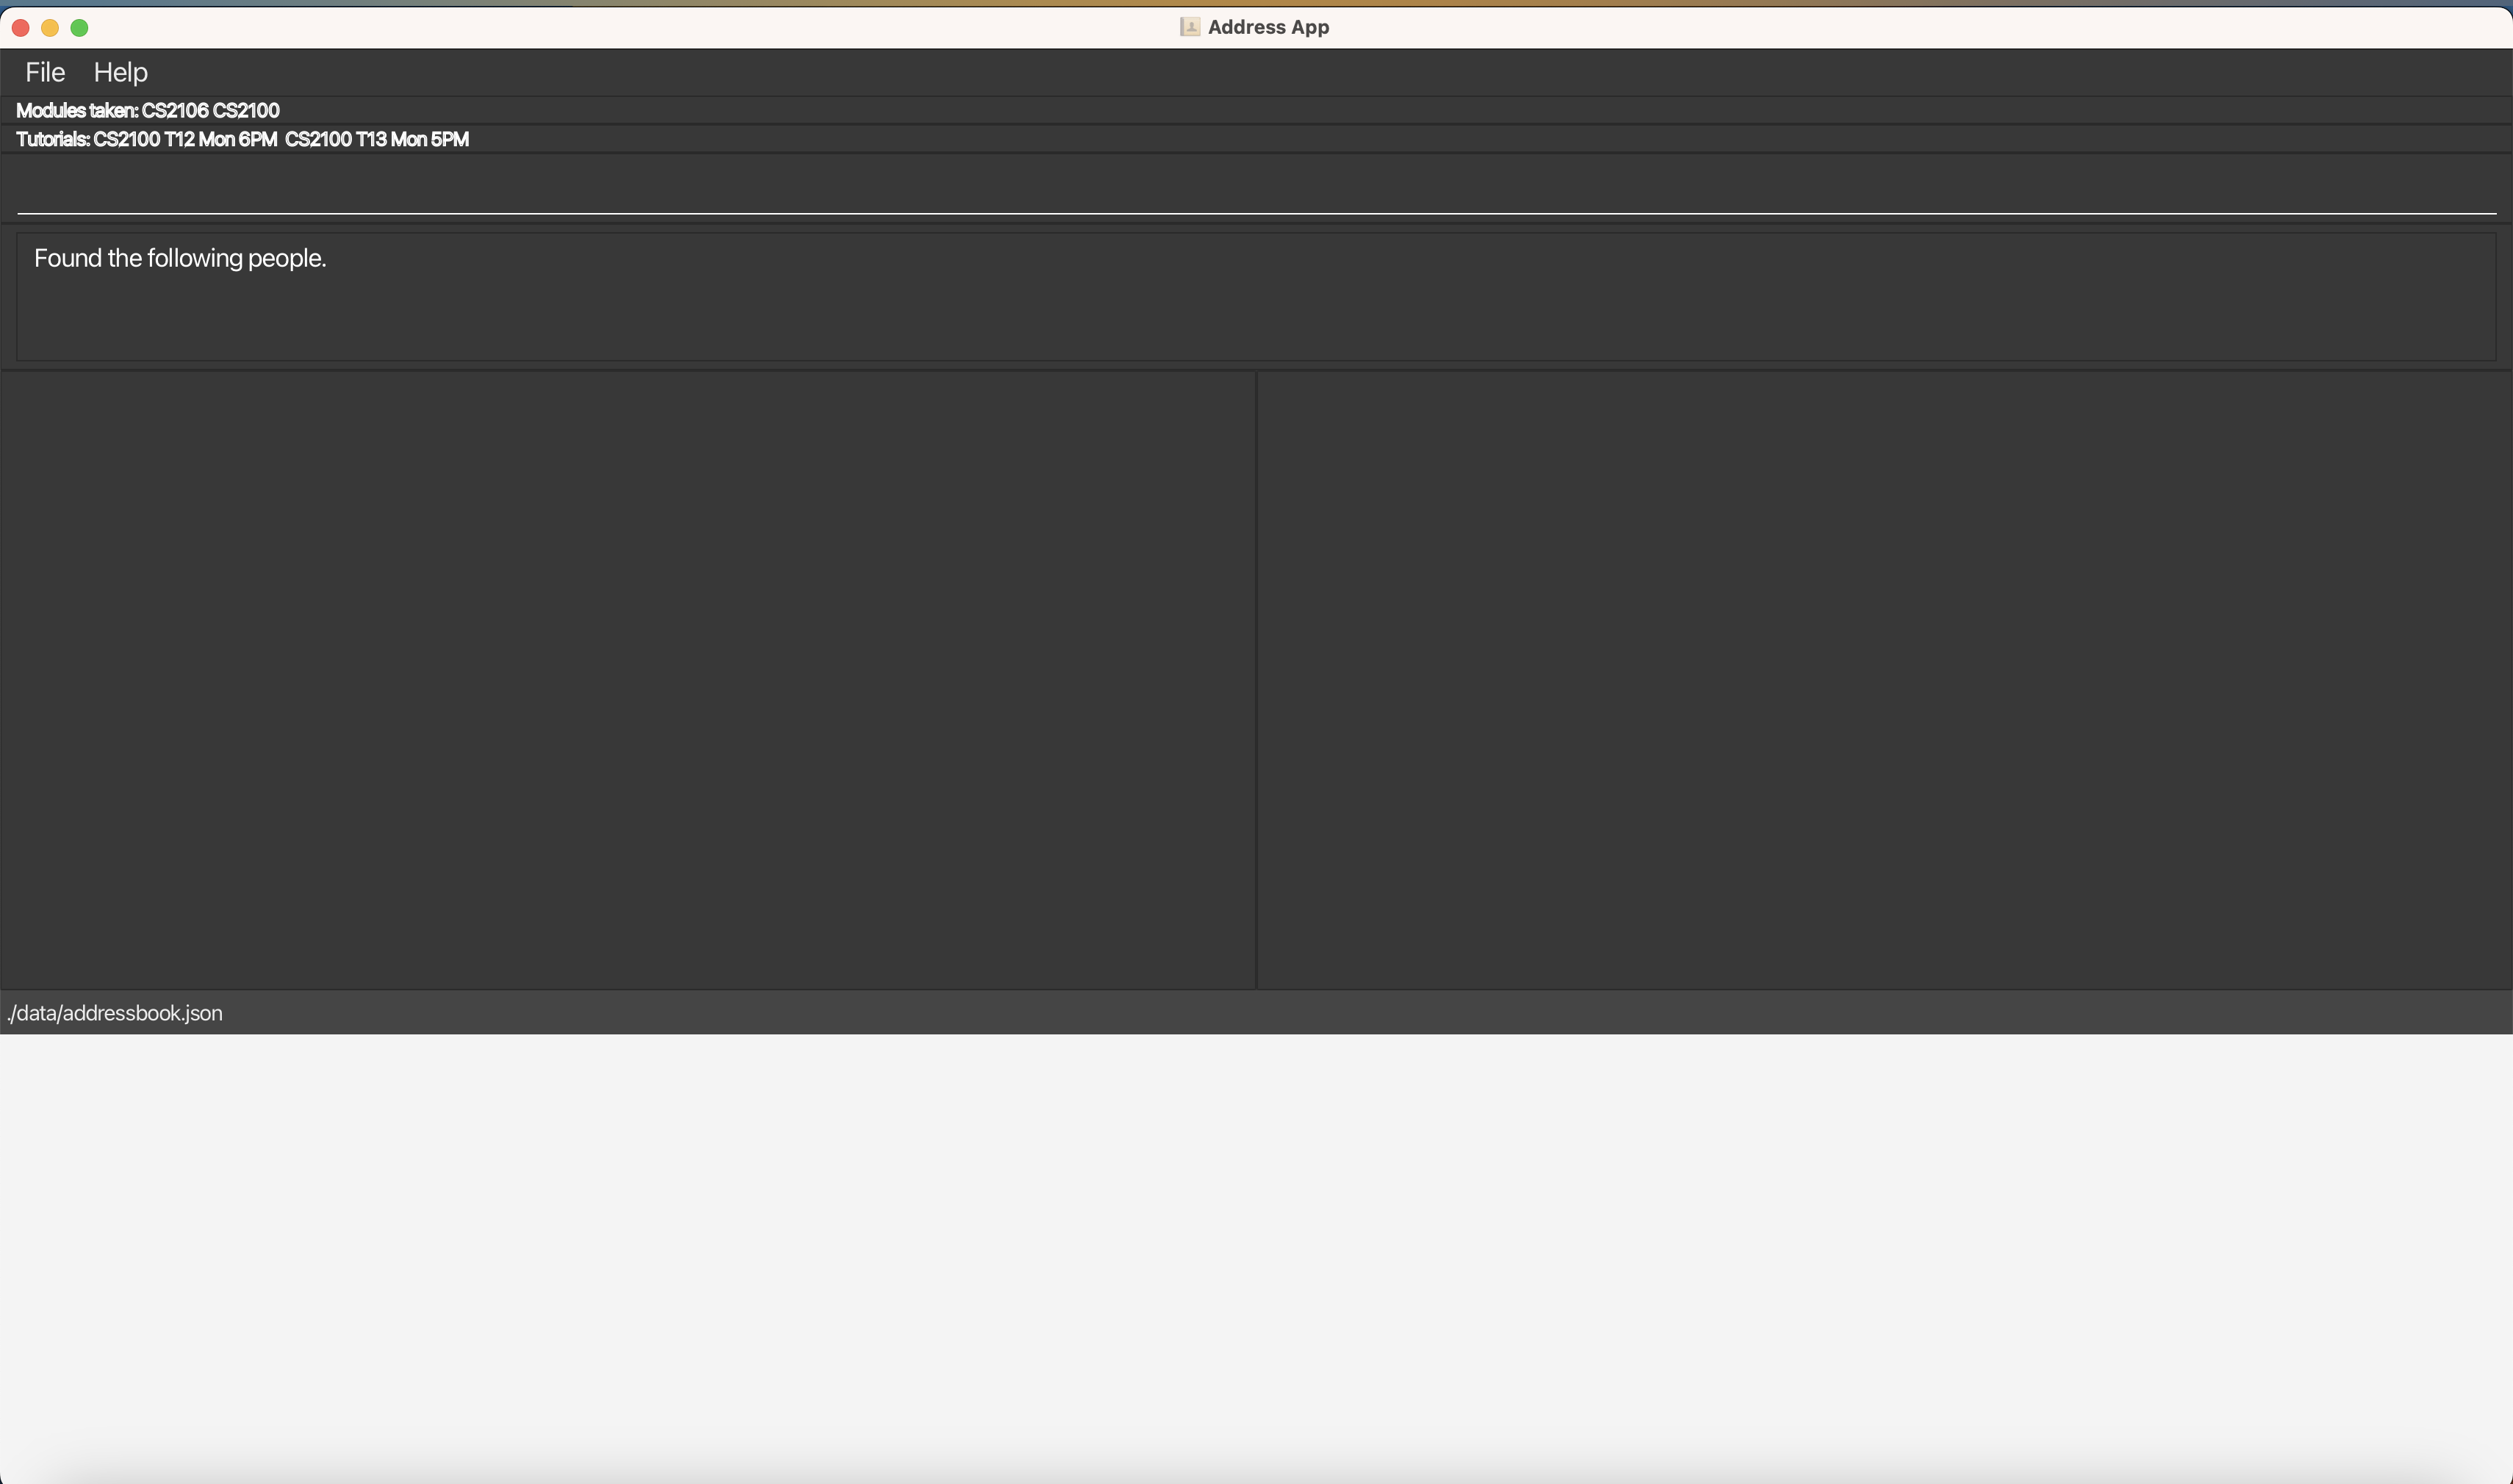 Address App
File Help
Modules taken: CS2106 CS2100
Tutorials: CS2100 T12 Mon 6PM  CS2100 T13 Mon 5PM
Found the following people.
./data/addressbook.json